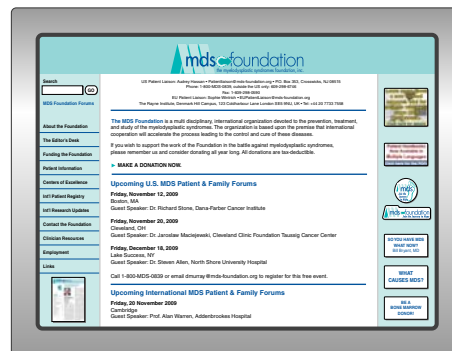 mds foundation
the myelodysplastic syndromes foundation, inc.
Search
GO
MDS Foundation Forums
About the Foundation
The Editor's Desk
Funding the Foundation
Patient Information
Centers of Excellence
Int'l Patient Registry
Int'l Research Updates
Contact the Foundation
Clinician Resources
Employment
Links
US Patient Liaison: Audrey Hassan • Patientliaison@mds-foundation.org • PO Box 353, Crosswicks, NJ 08515
Phone: 1-800-MDS-0839; outside the US only: 609-298-6746
Fax: 1-609-298-0590
EU Patient Liaison: Sophie Wintrich • EUPatientLiaison@mds-foundation.org
The Rayne Institute, Denmark Hill Campus, 123 Coldharbour Lane London SE5 9NU, UK • Tel: +44 20 7733 7558
The MDS Foundation is a multi disciplinary, international organization devoted to the prevention, treatment,
and study of the myelodysplastic syndromes. The organization is based upon the premise that international
cooperation will accelerate the process leading to the control and cure of these diseases.
If you wish to support the work of the Foundation in the battle against myelodysplastic syndromes,
please remember us and consider donating all year long. All donations are tax-deductible.
► MAKE A DONATION NOW.
Upcoming U.S. MDS Patient & Family Forums
Friday, November 12, 2009
Boston, MA
Guest Speaker: Dr. Richard Stone, Dana-Farber Cancer Institute
Friday, November 20, 2009
Cleveland, OH
Guest Speaker: Dr. Jaroslaw Maciejewski, Cleveland Clinic Foundation Taussig Cancer Center
Friday, December 18, 2009
Lake Success, NY
Guest Speaker: Dr. Steven Allen, North Shore University Hospital
Call 1-800-MDS-0839 or email dmurray@mds-foundation.org to register for this free event.
Upcoming International MDS Patient & Family Forums
Friday, 20 November 2009
Cambridge
Guest Speaker: Prof. Alan Warren, Addenbrookes Hospital
Patient Handbooks
Now Available in
Multiple Languages
mds
mds foundation
SO YOU HAVE MDS
WHAT NOW?
WHAT
CAUSES MDS?
BE A
BONE MARROW
DONOR!